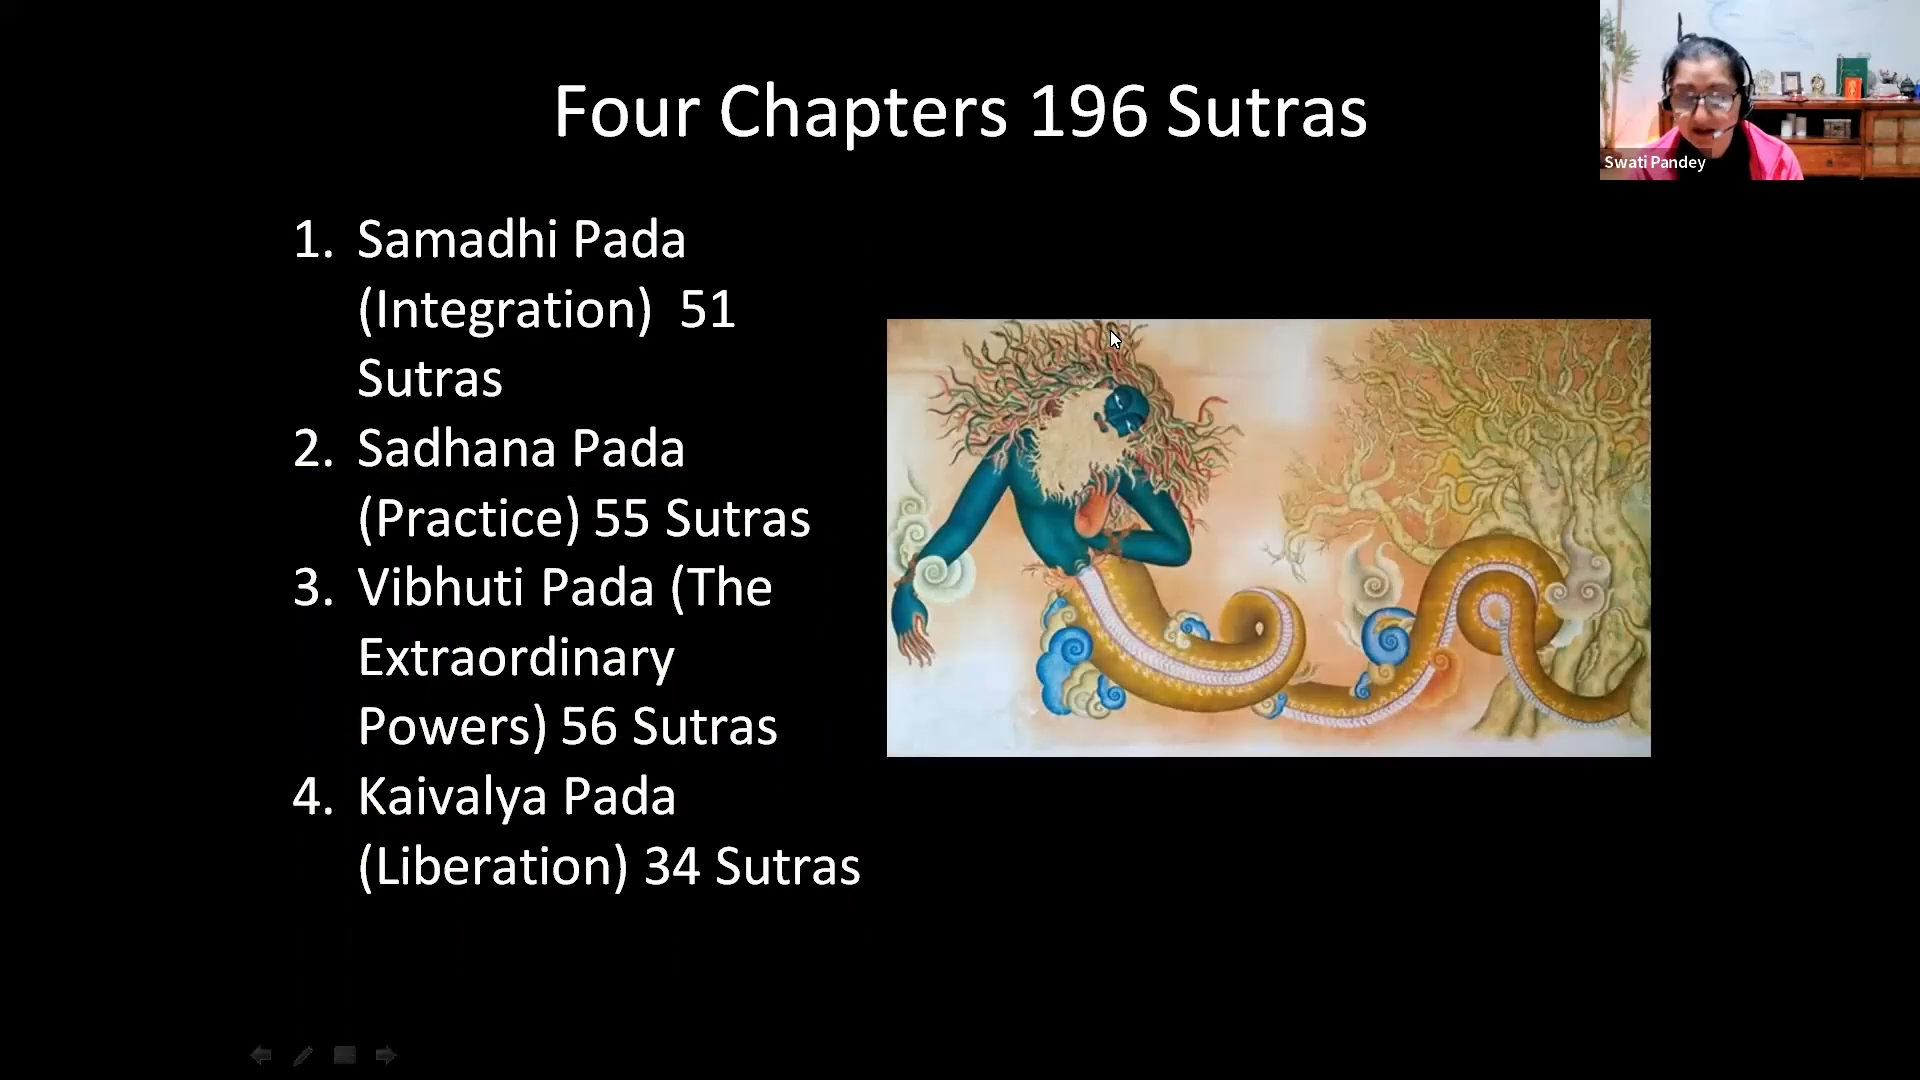 Four Chapters 196 Sutras
Swati Pandey
1. Samadhi Pada
(Integration)  51
Sutras
2. Sadhana Pada
(Practice) 55 Sutras
3. Vibhuti Pada (The
Extraordinary
Powers) 56 Sutras
4. Kaivalya Pada
(Liberation) 34 Sutras